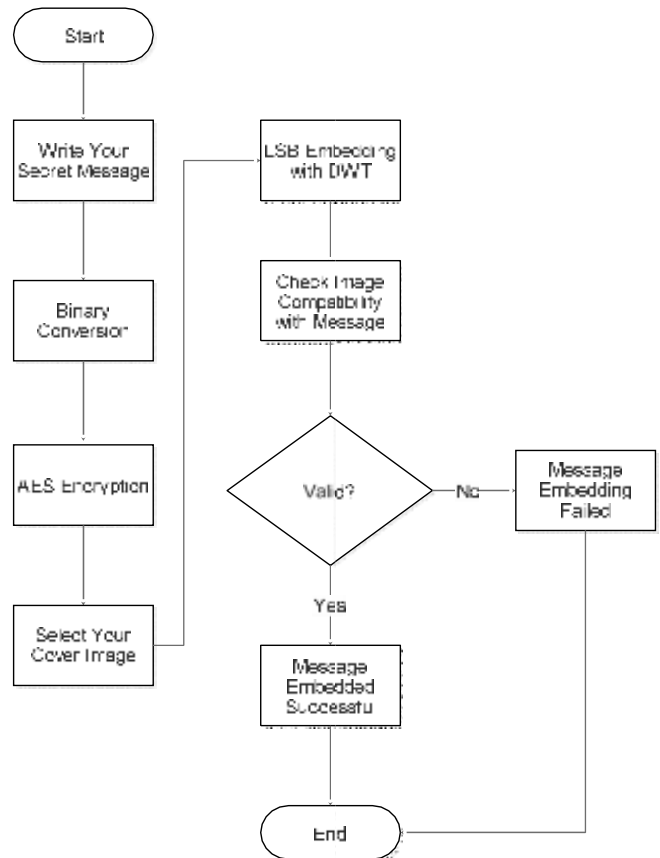 Start
Write Your
Secret Message
Binary
Conversion
AES Encryption
Select Your
Cover Image
LSB Embedding
with DWT
Check Image
Compatibility
with Message
Valid?
No
Message
Embedding
Failed
Yes
Message
Embedded
Successfu
End